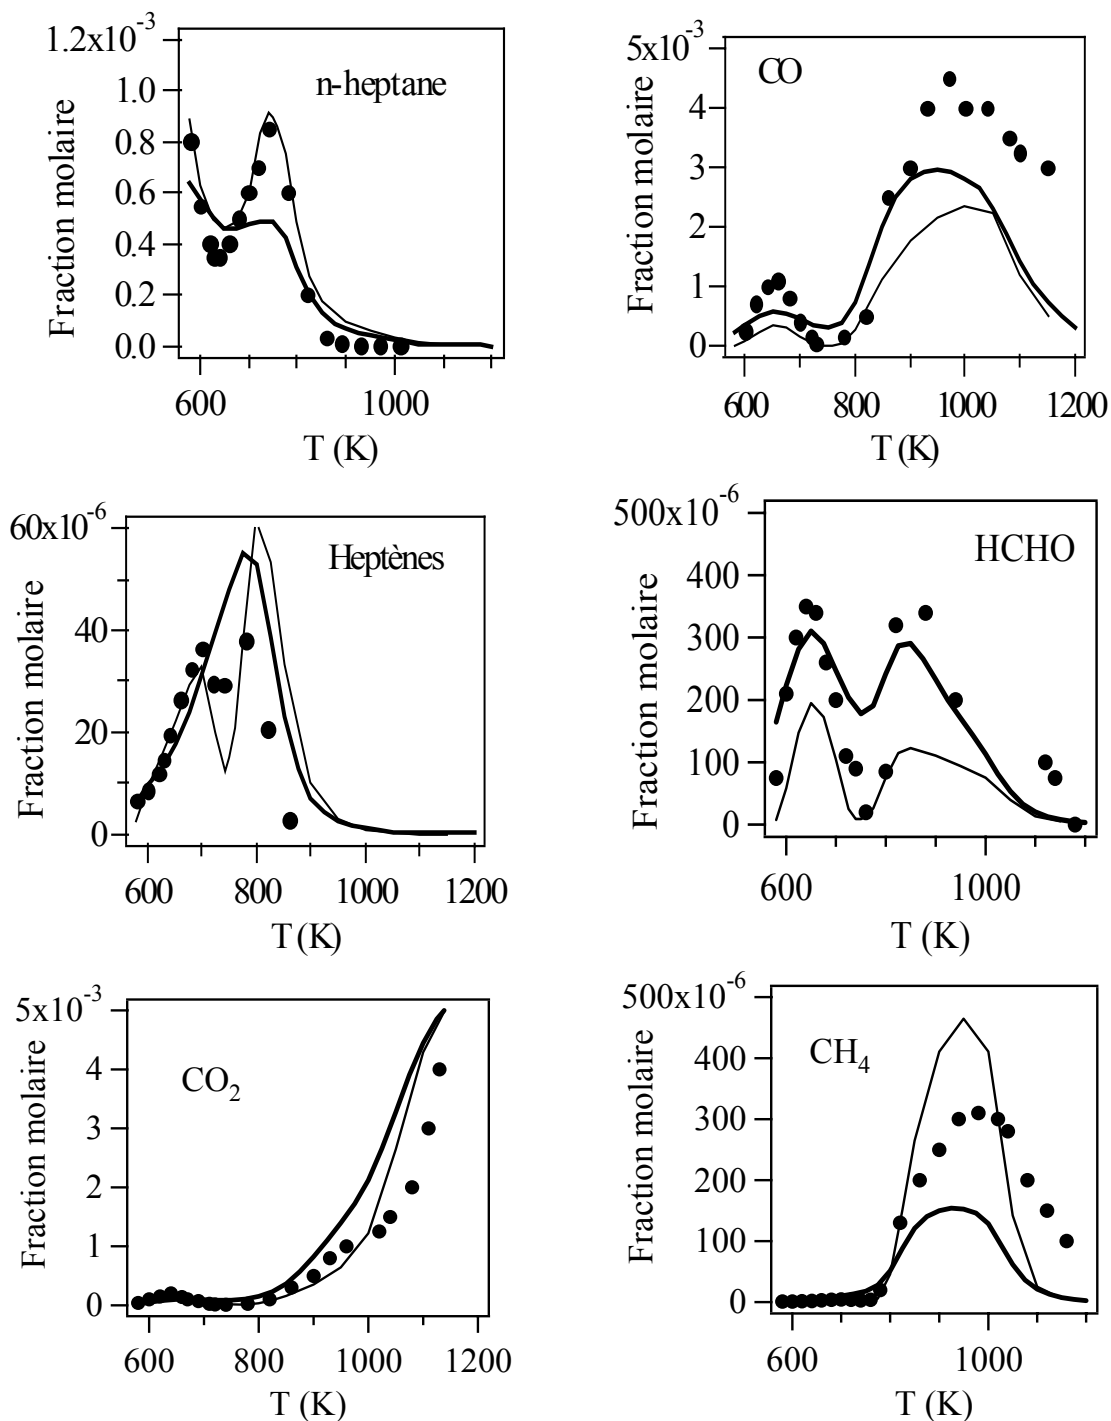 1.2x10⁻³
1.0
0.8
0.6
0.4
0.2
0.0
Fraction molaire
n-heptane
600
1000
T (K)
5x10⁻³
4
3
2
1
0
Fraction molaire
CO
600
800
1000
1200
T (K)
60x10⁻⁶
40
20
0
Fraction molaire
Heptènes
600
800
1000
1200
T (K)
500x10⁻⁶
400
300
200
100
0
Fraction molaire
HCHO
600
1000
T (K)
5x10⁻³
4
3
2
1
0
Fraction molaire
CO₂
600
800
1000
1200
T (K)
500x10⁻⁶
400
300
200
100
0
Fraction molaire
CH₄
600
1000
T (K)